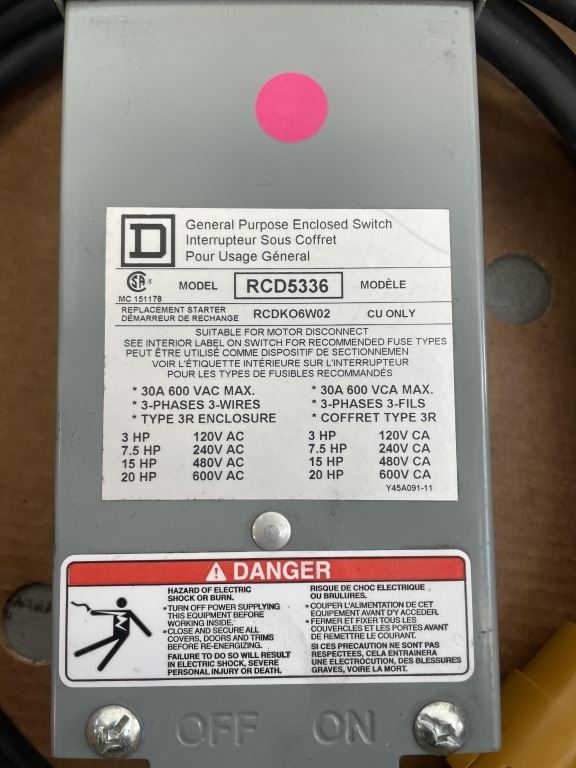 D
General Purpose Enclosed Switch
Interrupteur Sous Coffret
Pour Usage Géneral
SA
MC 151178
MODEL RCD5336 MODÈLE
REPLACEMENT STARTER
DÉMARREUR DE RECHANGE RCDKO6W02 CU ONLY
SUITABLE FOR MOTOR DISCONNECT
SEE INTERIOR LABEL ON SWITCH FOR RECOMMENDED FUSE TYPES
PEUT ÊTRE UTILISÉ COMME DISPOSITIF DE SECTIONNEMEN
VOIR L'ÉTIQUETTE INTÉRIEURE SUR L'INTERRUPTEUR
POUR LES TYPES DE FUSIBLES RECOMMANDÉS
* 30A 600 VAC MAX.
* 3-PHASES 3-WIRES
* TYPE 3R ENCLOSURE
3 HP 120V AC
7.5 HP 240V AC
15 HP 480V AC
20 HP 600V AC
* 30A 600 VCA MAX.
* 3-PHASES 3-FILS
* COFFRET TYPE 3R
3 HP 120V CA
7.5 HP 240V CA
15 HP 480V CA
20 HP 600V CA
Y45A091-11
DANGER
HAZARD OF ELECTRIC
SHOCK OR BURN.
• TURN OFF POWER SUPPLYING
THIS EQUIPMENT BEFORE
WORKING INSIDE.
• CLOSE AND SECURE ALL
COVERS, DOORS AND TRIMS
BEFORE RE-ENERGIZING.
FAILURE TO DO SO WILL RESULT
IN ELECTRIC SHOCK, SEVERE
PERSONAL INJURY OR DEATH.
RISQUE DE CHOC ELECTRIQUE
OU BRULURES.
• COUPER L'ALIMENTATION DE CET
EQUIPEMENT AVANT D'Y ACCEDER.
• FERMER ET FIXER TOUS LES
COUVERCLES ET LES PORTES AVANT
DE REMETTRE LE COURANT.
SI CES PRECAUTION NE SONT PAS
RESPECTEES, CELA ENTRAINERA
UNE ELECTROCUTION, DES BLESSURES
GRAVES, VOIRE LA MORT.
OFF ON